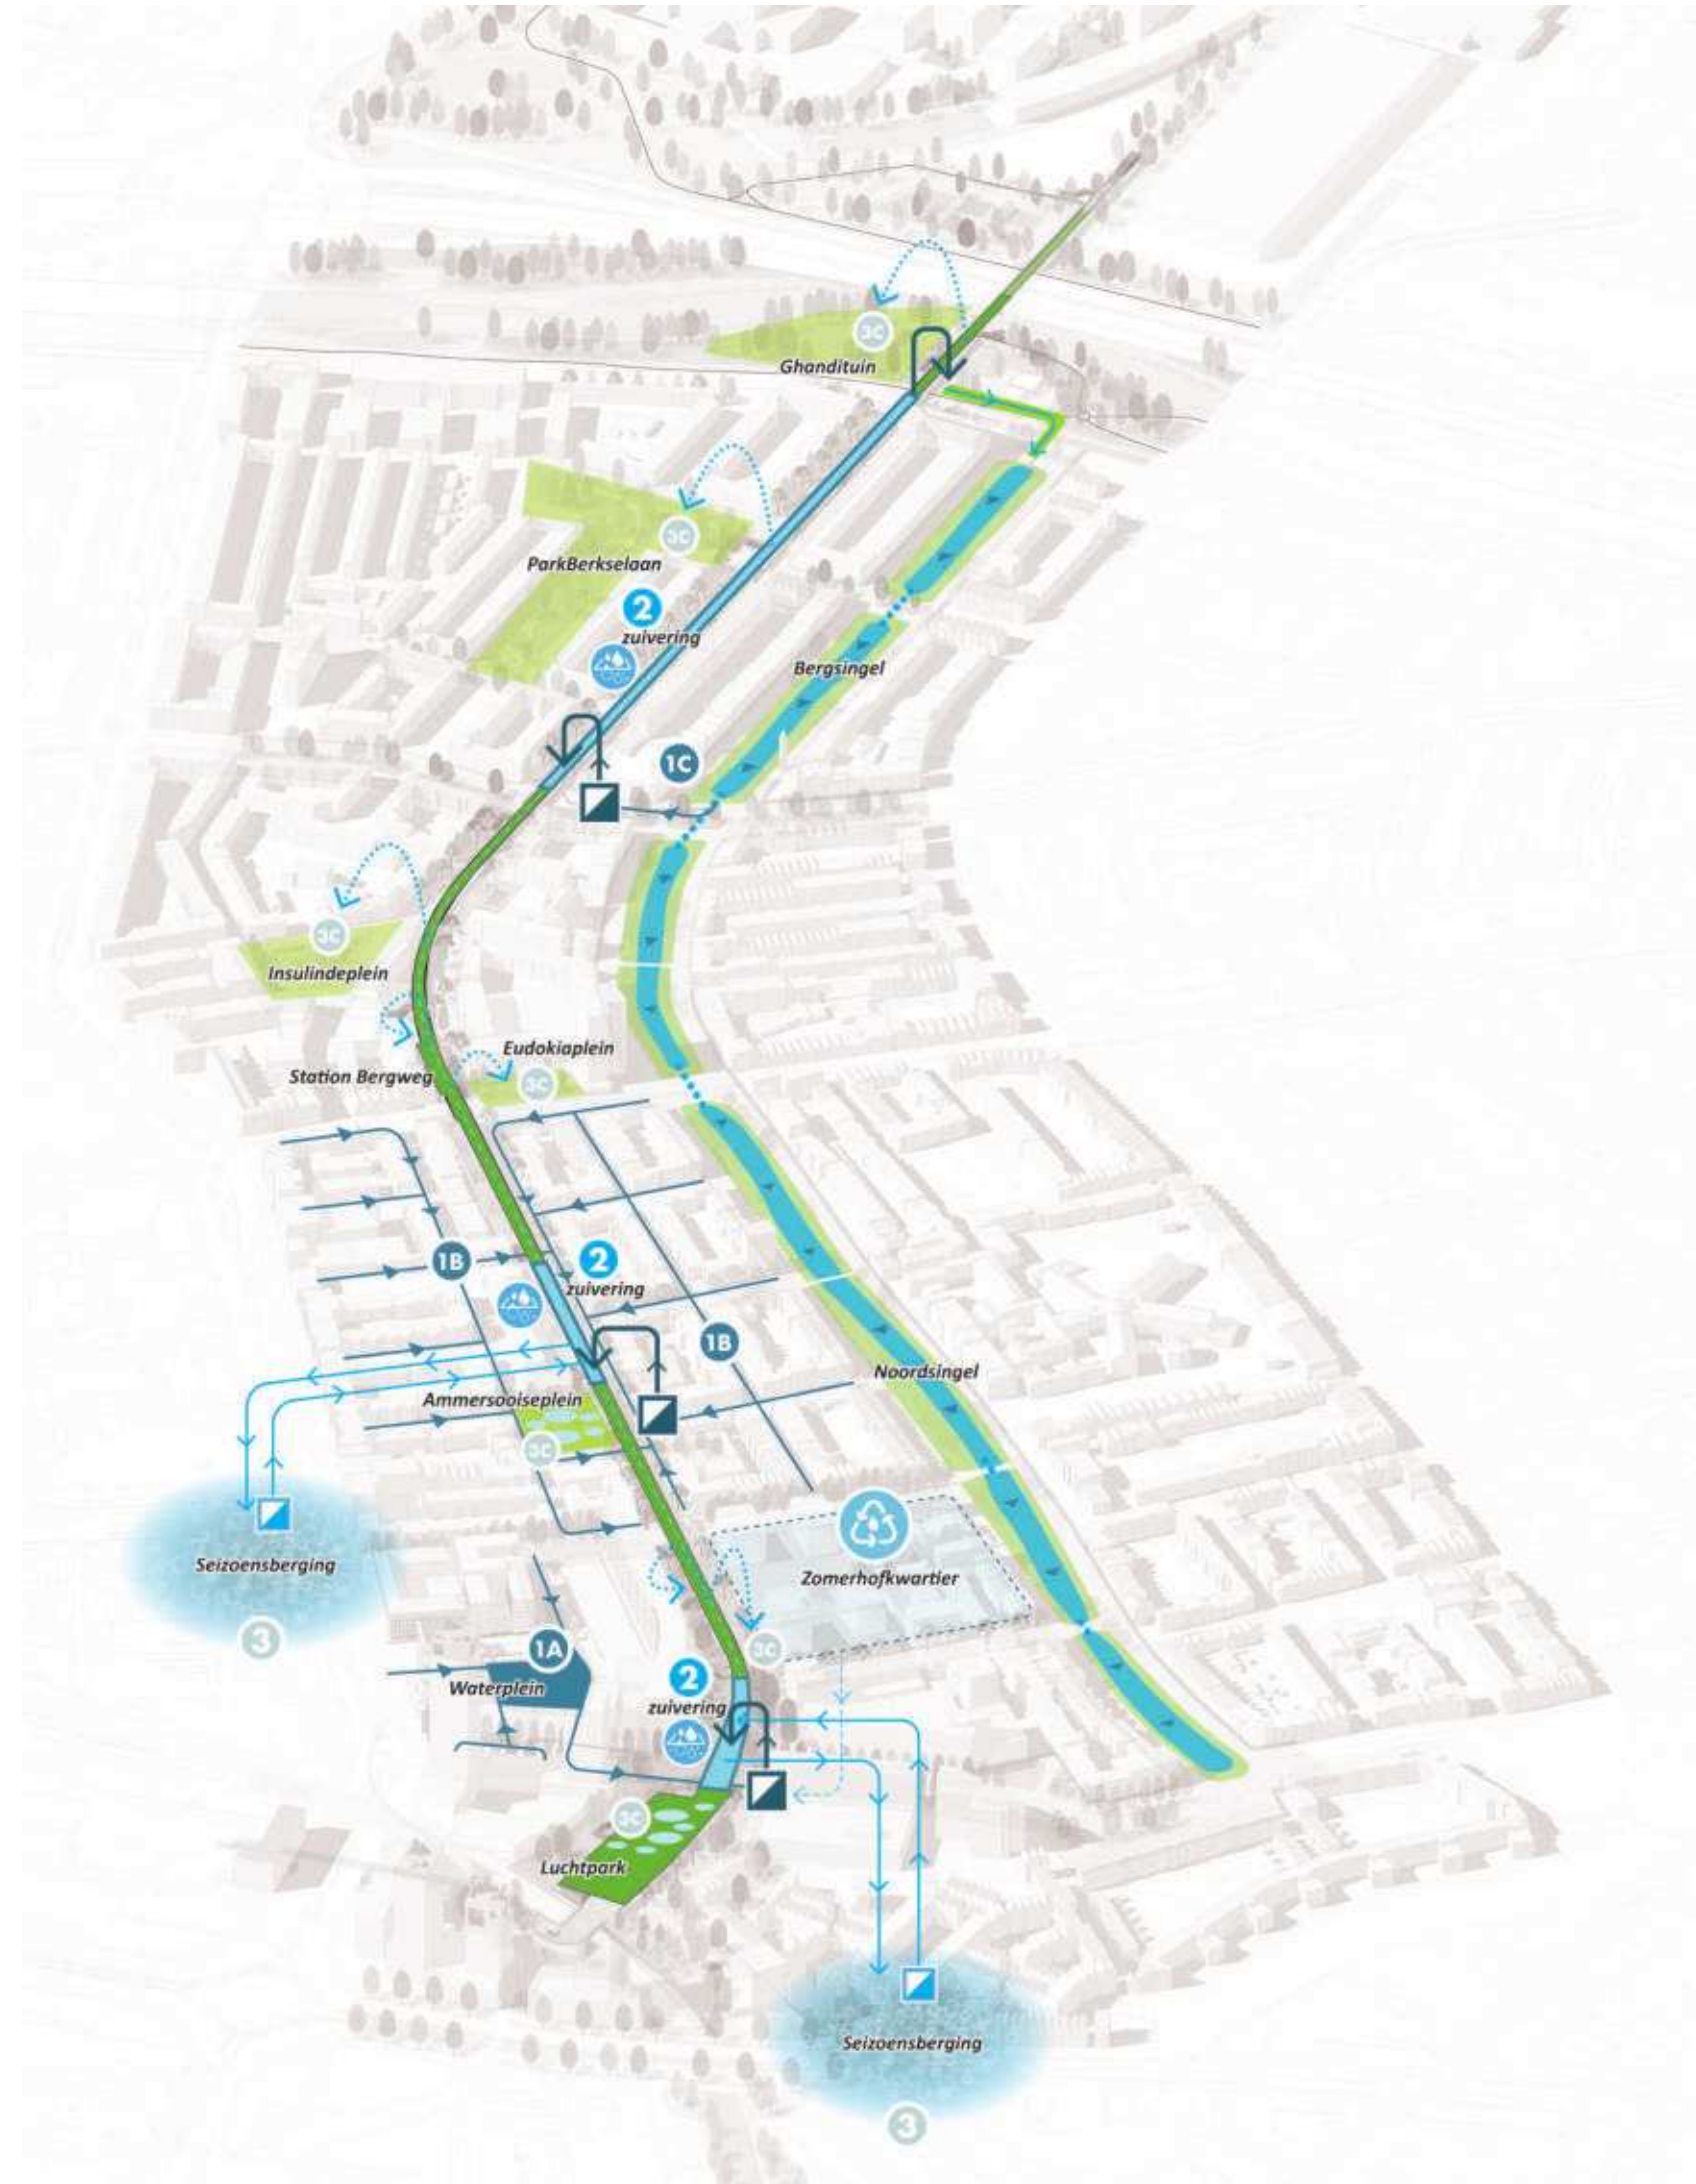 3C
Ghandituin
3C
ParkBerkselaan
2
zuivering
Bergsingel
1C
3C
Insulindeplein
Eudokiaplein
Station Bergweg
3C
1B
2
zuivering
1B
Noordsingel
Ammersooiseplein
3C
Zomerhofkwartier
Seizoensberging
3
1A
3C
Waterplein
2
zuivering
3C
Luchtpark
Seizoensberging
3